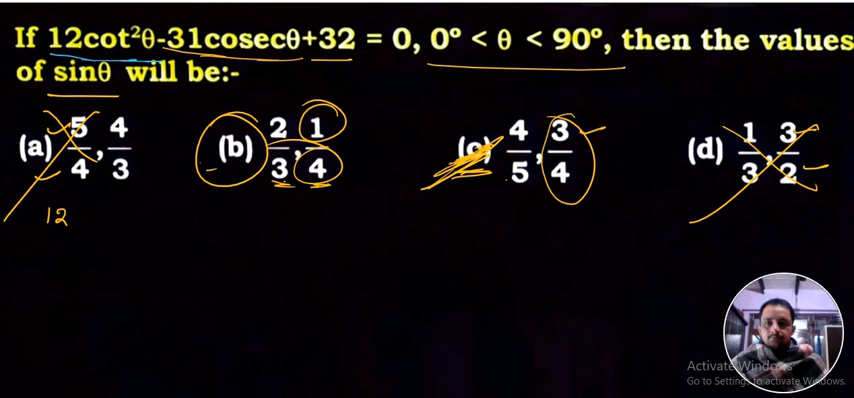 If 12cot²θ-31cosecθ+32 = 0, 0° < θ < 90°, then the values
of sinθ will be:-
(a) 5/4, 4/3 (b) 2/3, 1/4 (c) 4/5, 3/4 (d) 1/3, 3/2
12
Activate Windows
Go to Settings to activate Windows.